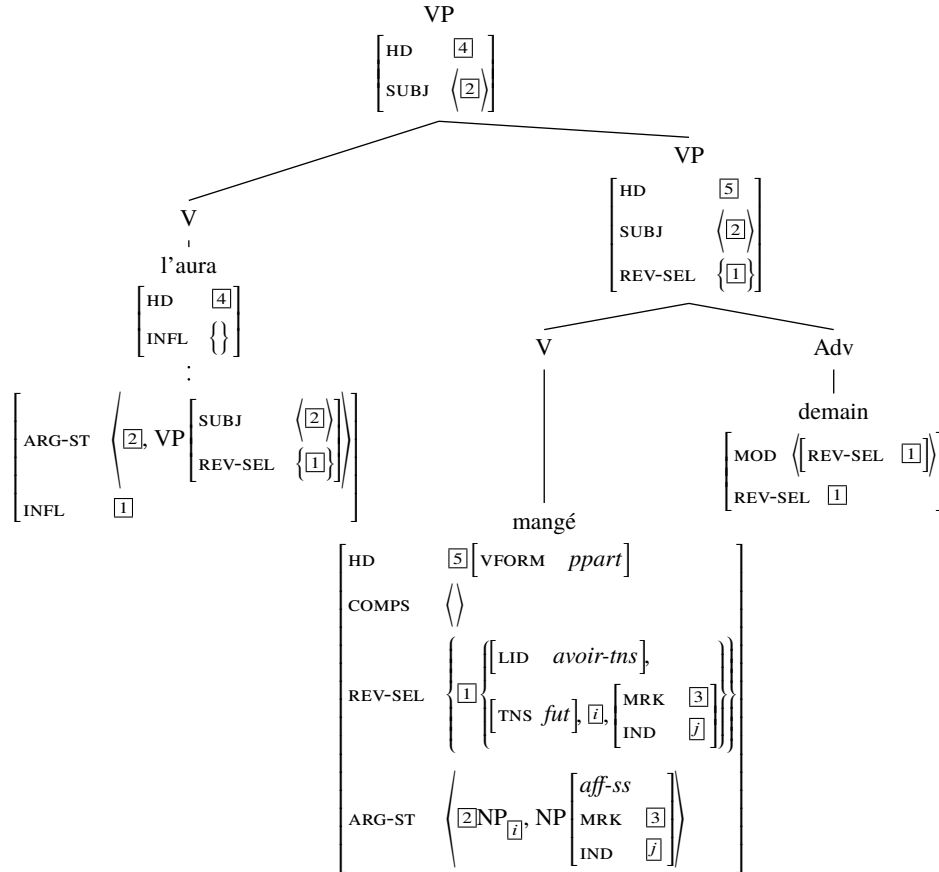 VP
HD 4
SUBJ ⟨2⟩
VP
HD 5
SUBJ ⟨2⟩
REV-SEL {1}
V
l'aura
HD 4
INFL {}
⋮
ARG-ST ⟨2, VP [SUBJ ⟨2⟩
REV-SEL {1}]⟩
INFL 1
V
mangé
HD 5[VFORM ppart]
COMPS ⟨⟩
REV-SEL {1{[LID avoir-tns],
[TNS fut], i, [MRK 3
IND j]}}
ARG-ST ⟨2NP i, NP [aff-ss
MRK 3
IND j]⟩
Adv
demain
MOD ⟨[REV-SEL 1]⟩
REV-SEL 1